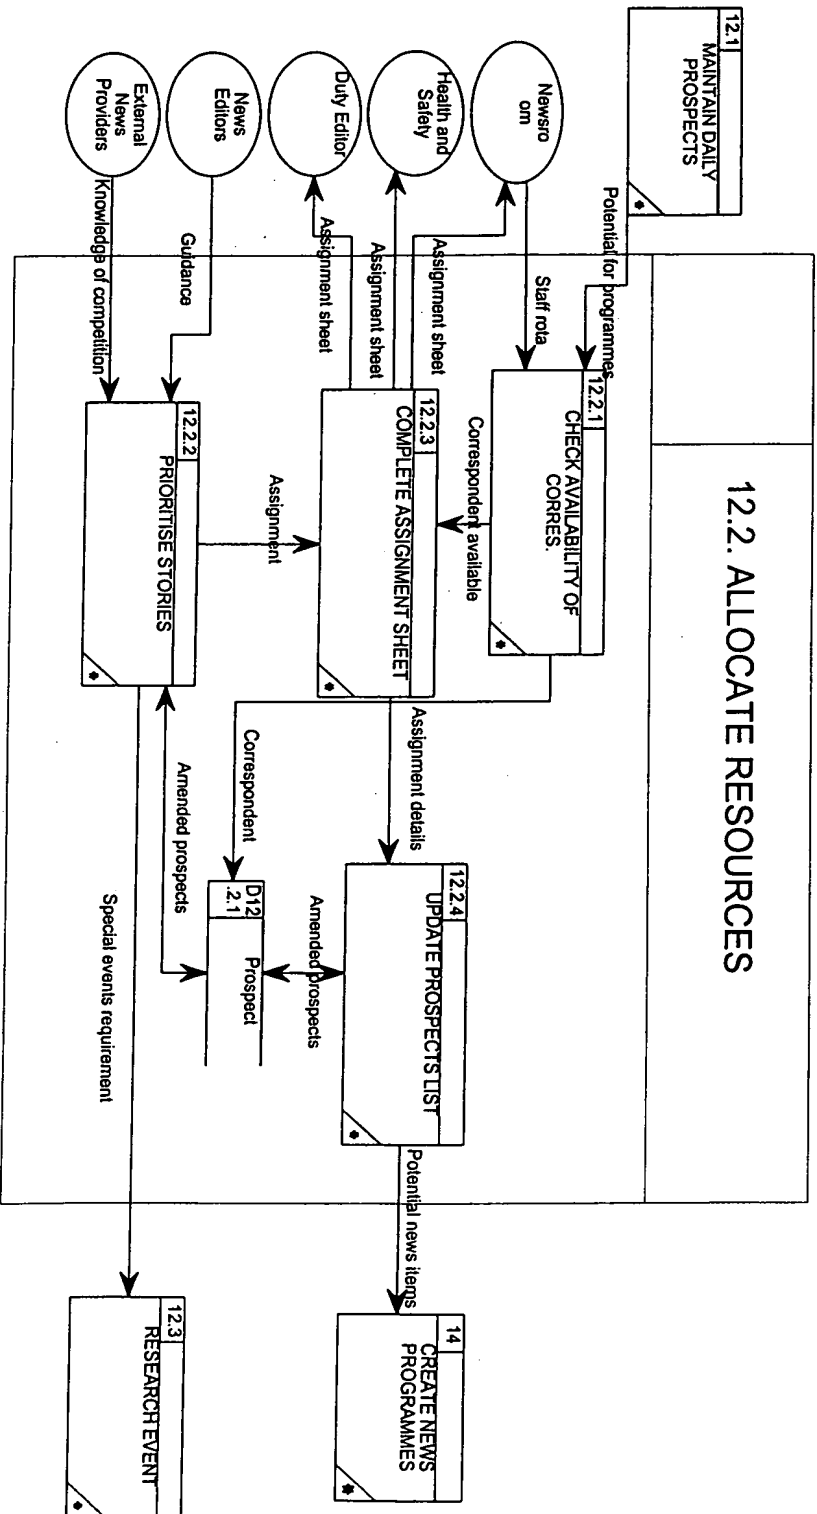 12.2. ALLOCATE RESOURCES
12.1
MAINTAIN DAILY
PROSPECTS
*
Potential for programmes
Newsro
om
Staff rota
12.2.1
CHECK AVAILABILITY OF
CORRES.
*
Health and
Safety
Assignment sheet
Duty Editor
Assignment sheet
Assignment sheet
Correspondent available
12.2.3
COMPLETE ASSIGNMENT SHEET
*
Assignment details
12.2.4
UPDATE PROSPECTS LIST
*
Potential news items
14
CREATE NEWS
PROGRAMMES
*
News
Editors
Guidance
External
News
Providers
Knowledge of competition
Assignment
12.2.2
PRIORITISE STORIES
*
Correspondent
D12
.2.1
Prospect
Amended prospects
Amended prospects
Special events requirement
12.3
RESEARCH EVENT
*